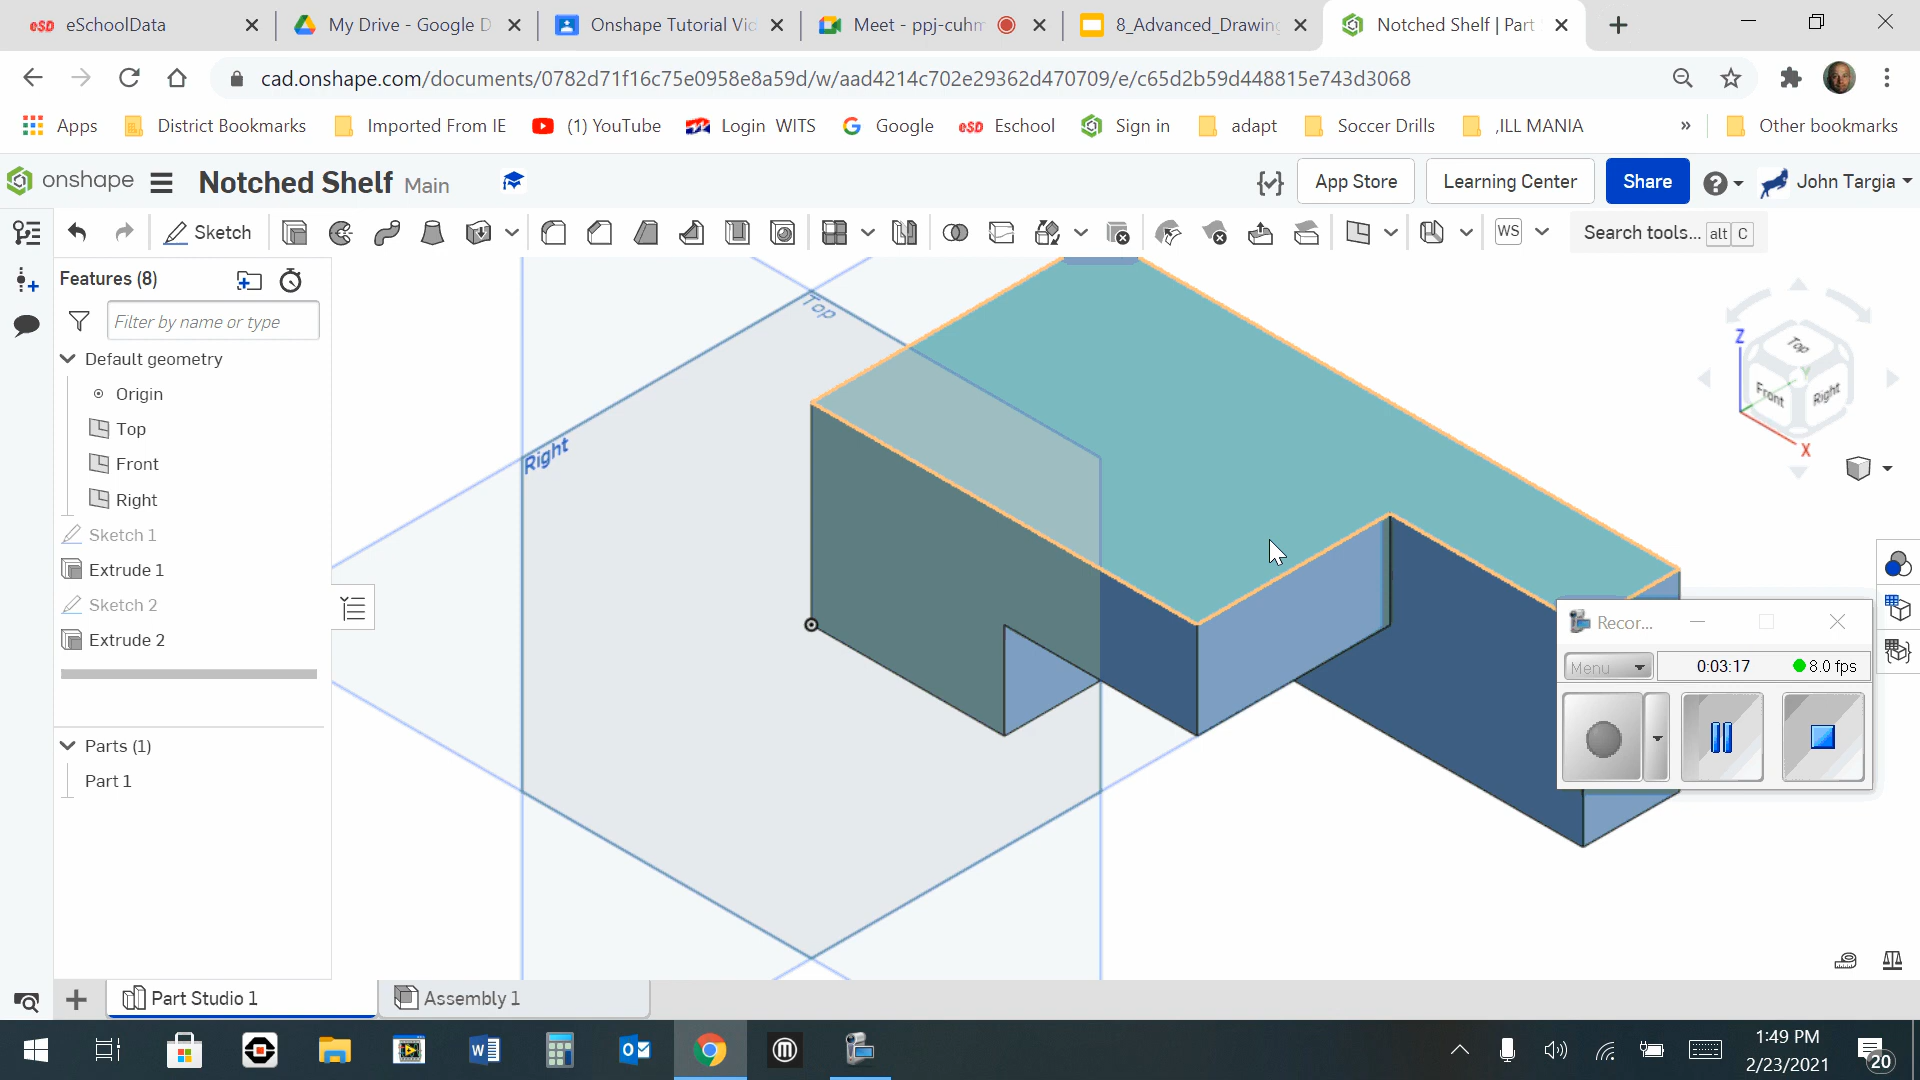 eSchoolData
My Drive - Google D
Onshape Tutorial Vid
Meet - ppj-cuhm
8_Advanced_Drawing
Notched Shelf | Part
cad.onshape.com/documents/0782d71f16c75e0958e8a59d/w/aad4214c702e29362d470709/e/c65d2b59d448815e743d3068
Apps
District Bookmarks
Imported From IE
(1) YouTube
Login WITS
Google
esD
Eschool
Sign in
adapt
Soccer Drills
,ILL MANIA
»
Other bookmarks
onshape
Notched Shelf Main
App Store
Learning Center
Share
John Targia
Sketch
WS
Search tools... alt C
Features (8)
Filter by name or type
Default geometry
Origin
Top
Front
Right
Sketch 1
Extrude 1
Sketch 2
Extrude 2
Parts (1)
Part 1
Top
Right
Z
Top
Front
Right
Y
X
Recor...
Menu
0:03:17
8.0 fps
Part Studio 1
Assembly 1
1:49 PM
2/23/2021
20